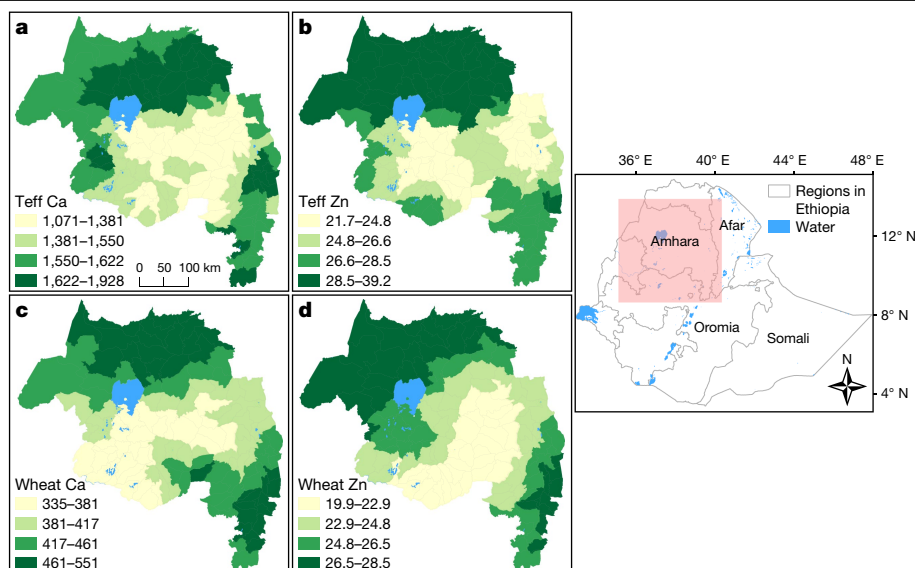 a
Teff Ca
1,071–1,381
1,381–1,550
1,550–1,622
1,622–1,928
0 50 100 km
b
Teff Zn
21.7–24.8
24.8–26.6
26.6–28.5
28.5–39.2
c
Wheat Ca
335–381
381–417
417–461
461–551
d
Wheat Zn
19.9–22.9
22.9–24.8
24.8–26.5
26.5–28.5
36° E 40° E 44° E 48° E
Regions in
Ethiopia
Water
Afar
Amhara
Oromia
Somali
N
12° N
8° N
4° N